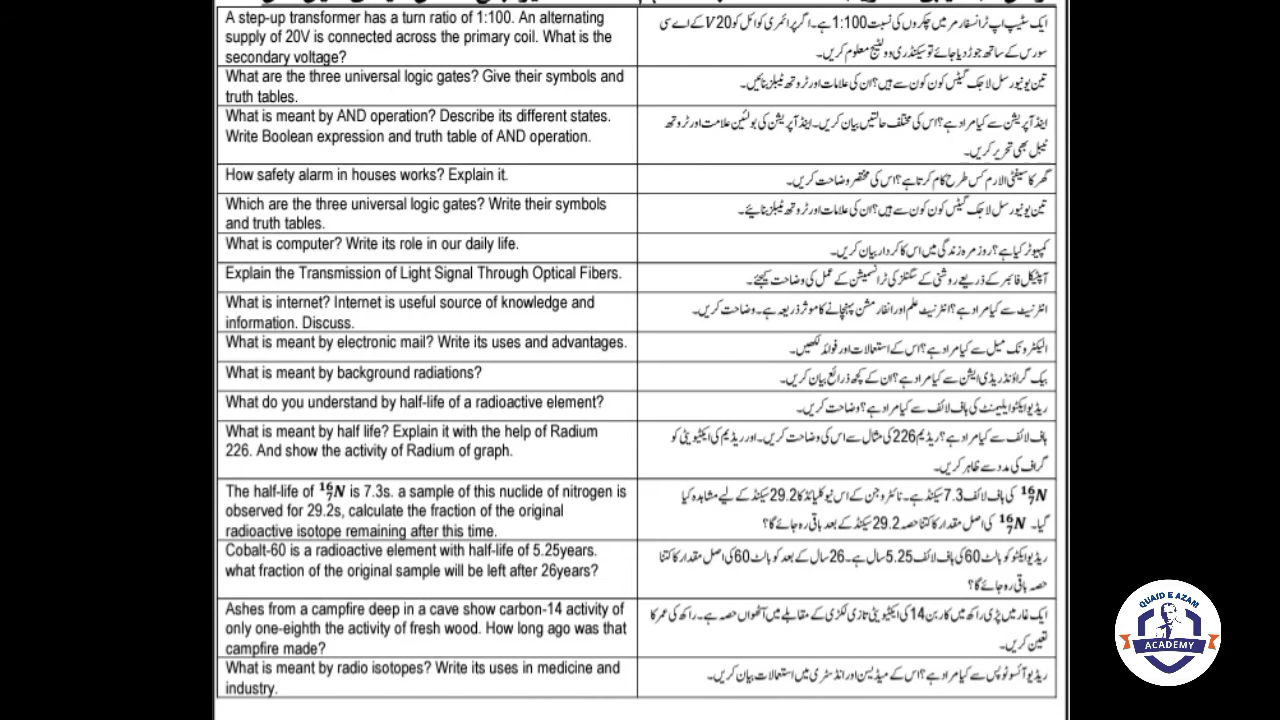 A step-up transformer has a turn ratio of 1:100. An alternating
supply of 20V is connected across the primary coil. What is the
secondary voltage?
ایک سٹیپ اپ ٹرانسفارمر میں چکروں کی نسبت 1:100 ہے۔ اگر پرائمری کوائل کو 20V کے اے سی
سورس کے ساتھ جوڑ دیا جائے تو سیکنڈری وولٹیج معلوم کریں۔
What are the three universal logic gates? Give their symbols and
truth tables.
تین یونیورسل لاجک گیٹس کون کون سے ہیں؟ ان کی علامات اور ٹروتھ ٹیبلز بنائیں۔
What is meant by AND operation? Describe its different states.
Write Boolean expression and truth table of AND operation.
اینڈ آپریشن سے کیا مراد ہے؟ اس کی مختلف حالتیں بیان کریں۔ اینڈ آپریشن کی بولئین علامت اور ٹروتھ
ٹیبل بھی تحریر کریں۔
How safety alarm in houses works? Explain it.
گھر کا سیفٹی الارم کس طرح کام کرتا ہے؟ اس کی مختصر وضاحت کریں۔
Which are the three universal logic gates? Write their symbols
and truth tables.
تین یونیورسل لاجک گیٹس کون کون سے ہیں؟ ان کی علامات اور ٹروتھ ٹیبلز بنائیے۔
What is computer? Write its role in our daily life.
کمپیوٹر کیا ہے؟ روز مرہ زندگی میں اس کا کردار بیان کریں۔
Explain the Transmission of Light Signal Through Optical Fibers.
آپٹیکل فائبر کے ذریعے روشنی کے سگنلز کی ٹرانسمیشن کے عمل کی وضاحت کیجئے۔
What is internet? Internet is useful source of knowledge and
information. Discuss.
انٹرنیٹ سے کیا مراد ہے؟ انٹرنیٹ علم اور انفارمشن پہنچانے کا موثر ذریعہ ہے۔ وضاحت کریں۔
What is meant by electronic mail? Write its uses and advantages.
الیکٹرونک میل سے کیا مراد ہے؟ اس کے استعمالات اور فوائد لکھیں۔
What is meant by background radiations?
بیک گراؤنڈ ریڈی ایشن سے کیا مراد ہے؟ ان کے کچھ ذرائع بیان کریں۔
What do you understand by half-life of a radioactive element?
ریڈیو ایکٹو ایلیمنٹ کی ہاف لائف سے کیا مراد ہے؟ وضاحت کریں۔
What is meant by half life? Explain it with the help of Radium
226. And show the activity of Radium of graph.
ہاف لائف سے کیا مراد ہے؟ ریڈیم 226 کی مثال سے اس کی وضاحت کریں۔ اور ریڈیم کی ایکٹیویٹی کو
گراف کی مدد سے ظاہر کریں۔
The half-life of ¹⁶₇N is 7.3s. a sample of this nuclide of nitrogen is
observed for 29.2s, calculate the fraction of the original
radioactive isotope remaining after this time.
¹⁶₇N کی ہاف لائف 7.3 سیکنڈ ہے۔ نائٹروجن کے اس نیوکلیائڈ کا 29.2 سیکنڈ کے لیے مشاہدہ کیا
گیا۔ ¹⁶₇N کی اصل مقدار کا کتنا حصہ 29.2 سیکنڈ کے بعد باقی رہ جائے گا؟
Cobalt-60 is a radioactive element with half-life of 5.25years.
what fraction of the original sample will be left after 26years?
ریڈیو ایکٹو کوبالٹ 60 کی ہاف لائف 5.25 سال ہے۔ 26 سال کے بعد کوبالٹ 60 کی اصل مقدار کا کتنا
حصہ باقی رہ جائے گا؟
Ashes from a campfire deep in a cave show carbon-14 activity of
only one-eighth the activity of fresh wood. How long ago was that
campfire made?
ایک غار میں پڑی راکھ میں کاربن 14 کی ایکٹیویٹی تازی لکڑی کے مقابلے میں آٹھواں حصہ ہے۔ راکھ کی عمر کا
تعین کریں۔
What is meant by radio isotopes? Write its uses in medicine and
industry.
ریڈیو آئسوٹوپس سے کیا مراد ہے؟ اس کے میڈیسن اور انڈسٹری میں استعمالات بیان کریں۔
QUAID E AZAM
ACADEMY